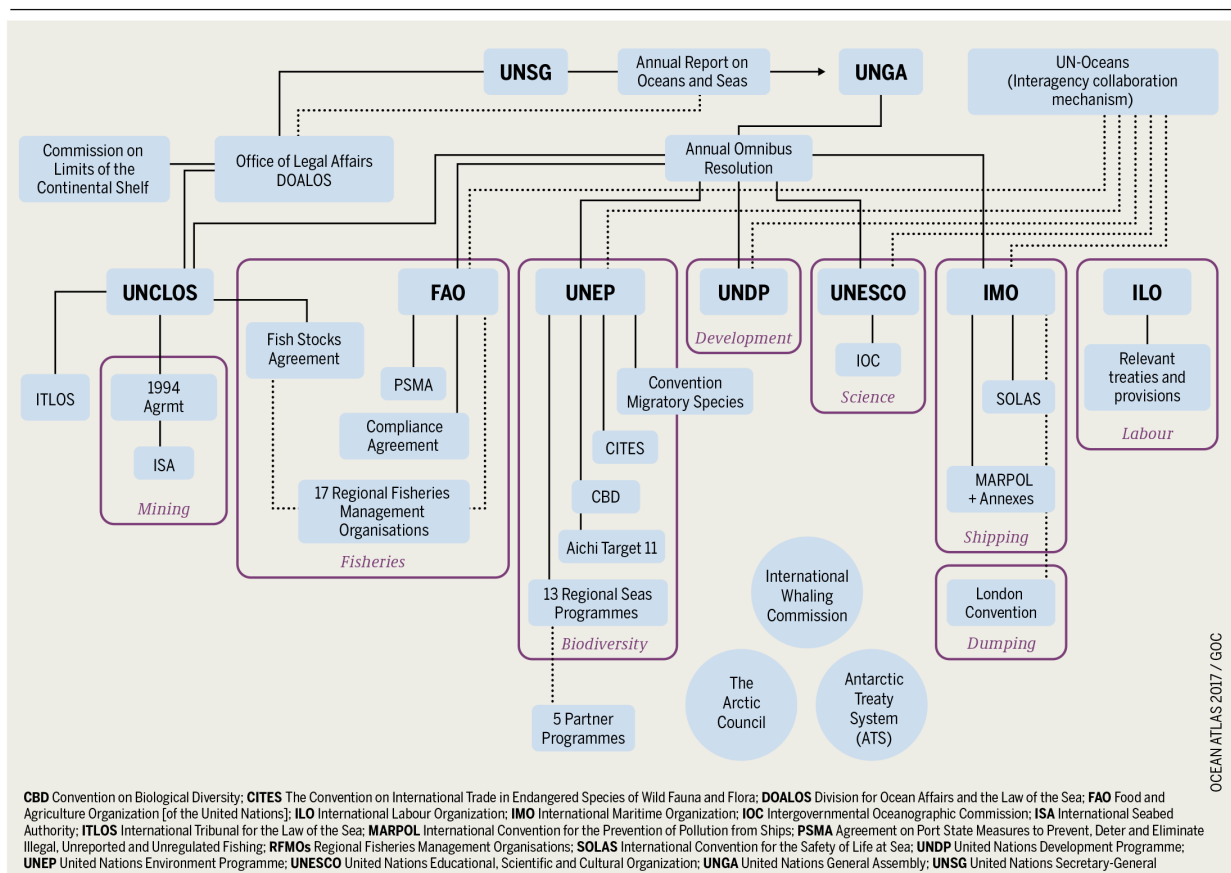 UNSG
Annual Report on
Oceans and Seas
UNGA
UN-Oceans
(Interagency collaboration
mechanism)
Commission on
Limits of the
Continental Shelf
Office of Legal Affairs
DOALOS
Annual Omnibus
Resolution
UNCLOS
FAO
UNEP
UNDP
UNESCO
IMO
ILO
Fish Stocks
Agreement
Development
IOC
Relevant
treaties and
provisions
ITLOS
1994
Agrmt
PSMA
Convention
Migratory Species
Science
SOLAS
Compliance
Agreement
Labour
CITES
ISA
MARPOL
+ Annexes
Mining
17 Regional Fisheries
Management
Organisations
CBD
Shipping
Aichi Target 11
Fisheries
International
Whaling
Commission
13 Regional Seas
Programmes
London
Convention
Biodiversity
Dumping
The
Arctic
Council
Antarctic
Treaty
System
(ATS)
5 Partner
Programmes
OCEAN ATLAS 2017 / GOC
CBD Convention on Biological Diversity; CITES The Convention on International Trade in Endangered Species of Wild Fauna and Flora; DOALOS Division for Ocean Affairs and the Law of the Sea; FAO Food and
Agriculture Organization [of the United Nations]; ILO International Labour Organization; IMO International Maritime Organization; IOC Intergovernmental Oceanographic Commission; ISA International Seabed
Authority; ITLOS International Tribunal for the Law of the Sea; MARPOL International Convention for the Prevention of Pollution from Ships; PSMA Agreement on Port State Measures to Prevent, Deter and Eliminate
Illegal, Unreported and Unregulated Fishing; RFMOs Regional Fisheries Management Organisations; SOLAS International Convention for the Safety of Life at Sea; UNDP United Nations Development Programme;
UNEP United Nations Environment Programme; UNESCO United Nations Educational, Scientific and Cultural Organization; UNGA United Nations General Assembly; UNSG United Nations Secretary-General